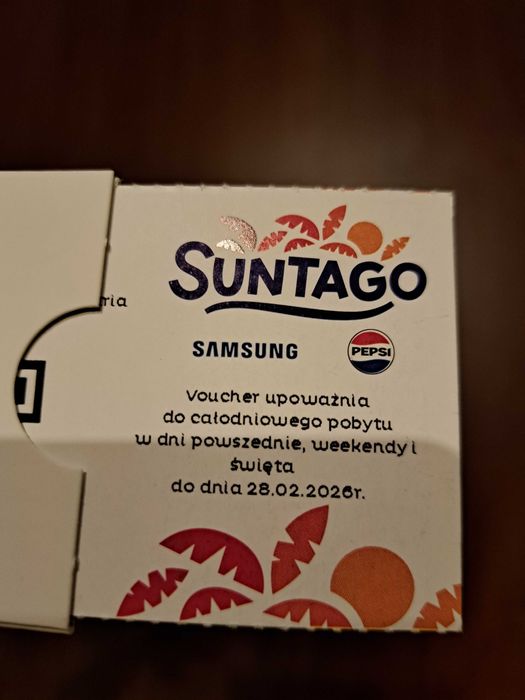 SUNTAGO
SAMSUNG
PEPSI
Voucher upoważnia
do całodniowego pobytu
w dni powszednie, weekendy i
święta
do dnia 28.02.2026r.